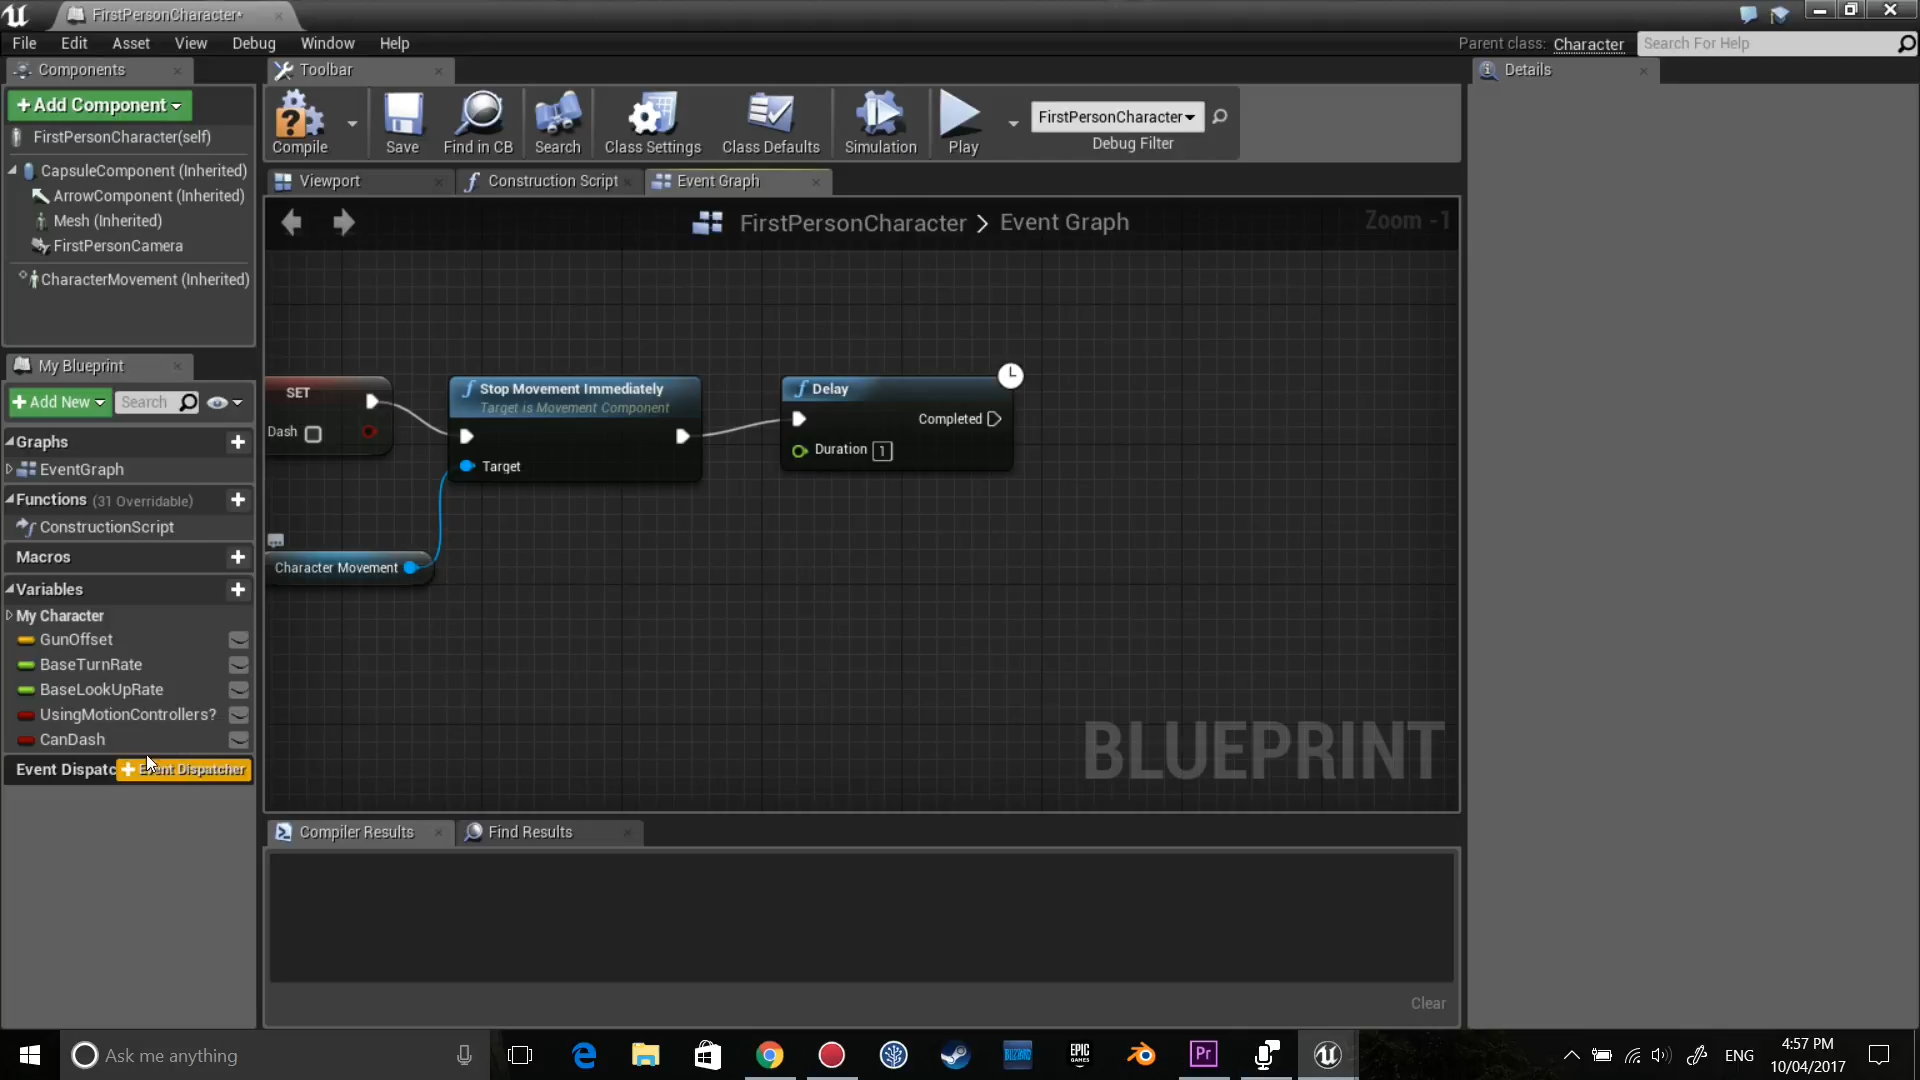 FirstPersonCharacter*
File Edit Asset View Debug Window Help
Parent class: Character Search For Help
Components
Toolbar
Details
+Add Component
FirstPersonCharacter(self)
CapsuleComponent (Inherited)
ArrowComponent (Inherited)
Mesh (Inherited)
FirstPersonCamera
CharacterMovement (Inherited)
Compile
Save
Find in CB
Search
Class Settings
Class Defaults
Simulation
Play
FirstPersonCharacter
Debug Filter
Viewport
Construction Script
Event Graph
FirstPersonCharacter > Event Graph
Zoom -1
My Blueprint
+Add New Search
Graphs
EventGraph
Functions (31 Overridable)
ConstructionScript
Macros
Variables
My Character
GunOffset
BaseTurnRate
BaseLookUpRate
UsingMotionControllers?
CanDash
Event Dispatc
SET
Dash
Stop Movement Immediately
Target is Movement Component
Target
Character Movement
Delay
Completed
Duration 1
BLUEPRINT
Compiler Results
Find Results
Clear
Ask me anything
BLIZZARD
EPIC
GAMES
Pr
ENG
4:57 PM
10/04/2017